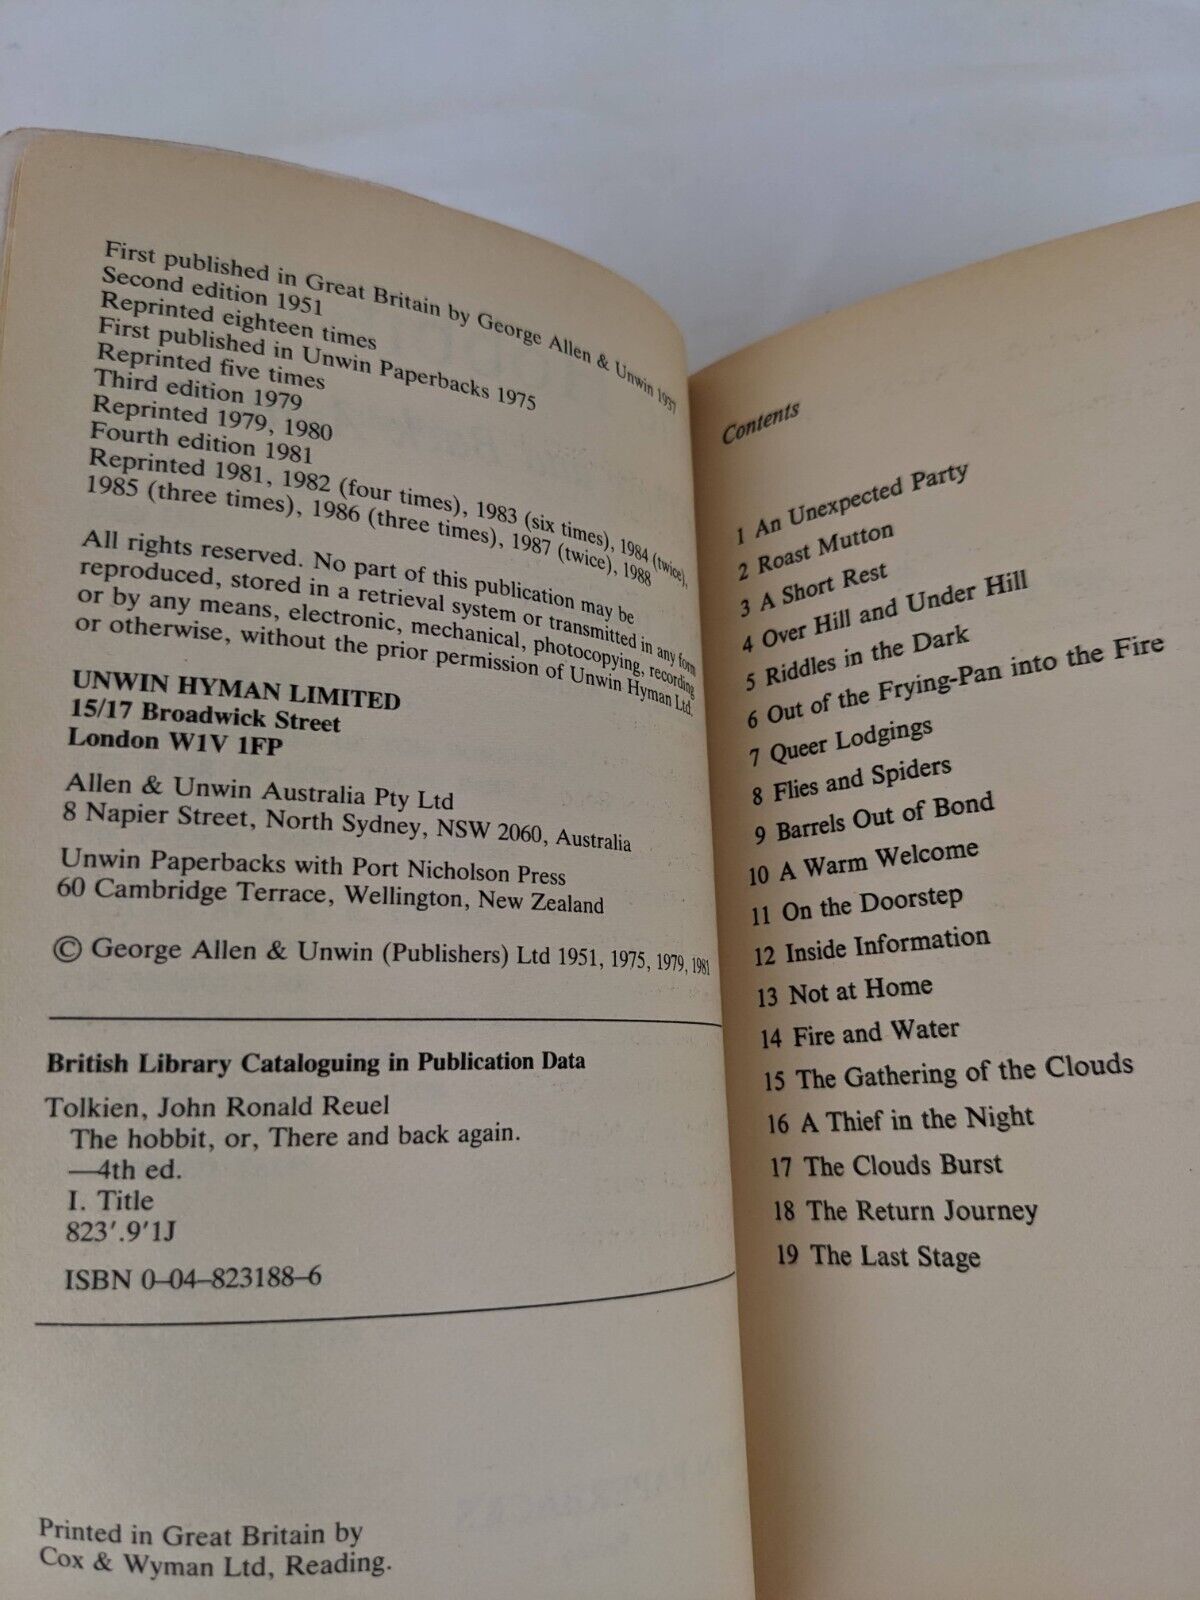 First published in Great Britain by George Allen & Unwin 1937
Second edition 1951
Reprinted eighteen times
First published in Unwin Paperbacks 1975
Reprinted five times
Third edition 1979
Reprinted 1979, 1980
Fourth edition 1981
Reprinted 1981, 1982 (four times), 1983 (six times), 1984 (twice),
1985 (three times), 1986 (three times), 1987 (twice), 1988
All rights reserved. No part of this publication may be
reproduced, stored in a retrieval system or transmitted in any form
or by any means, electronic, mechanical, photocopying, recording
or otherwise, without the prior permission of Unwin Hyman Ltd.
UNWIN HYMAN LIMITED
15/17 Broadwick Street
London W1V 1FP
Allen & Unwin Australia Pty Ltd
8 Napier Street, North Sydney, NSW 2060, Australia
Unwin Paperbacks with Port Nicholson Press
60 Cambridge Terrace, Wellington, New Zealand
© George Allen & Unwin (Publishers) Ltd 1951, 1975, 1979, 1981
British Library Cataloguing in Publication Data
Tolkien, John Ronald Reuel
The hobbit, or, There and back again.
—4th ed.
I. Title
823′.9′1J
ISBN 0–04–823188–6
Printed in Great Britain by
Cox & Wyman Ltd, Reading.
Contents
1 An Unexpected Party
2 Roast Mutton
3 A Short Rest
4 Over Hill and Under Hill
5 Riddles in the Dark
6 Out of the Frying-Pan into the Fire
7 Queer Lodgings
8 Flies and Spiders
9 Barrels Out of Bond
10 A Warm Welcome
11 On the Doorstep
12 Inside Information
13 Not at Home
14 Fire and Water
15 The Gathering of the Clouds
16 A Thief in the Night
17 The Clouds Burst
18 The Return Journey
19 The Last Stage